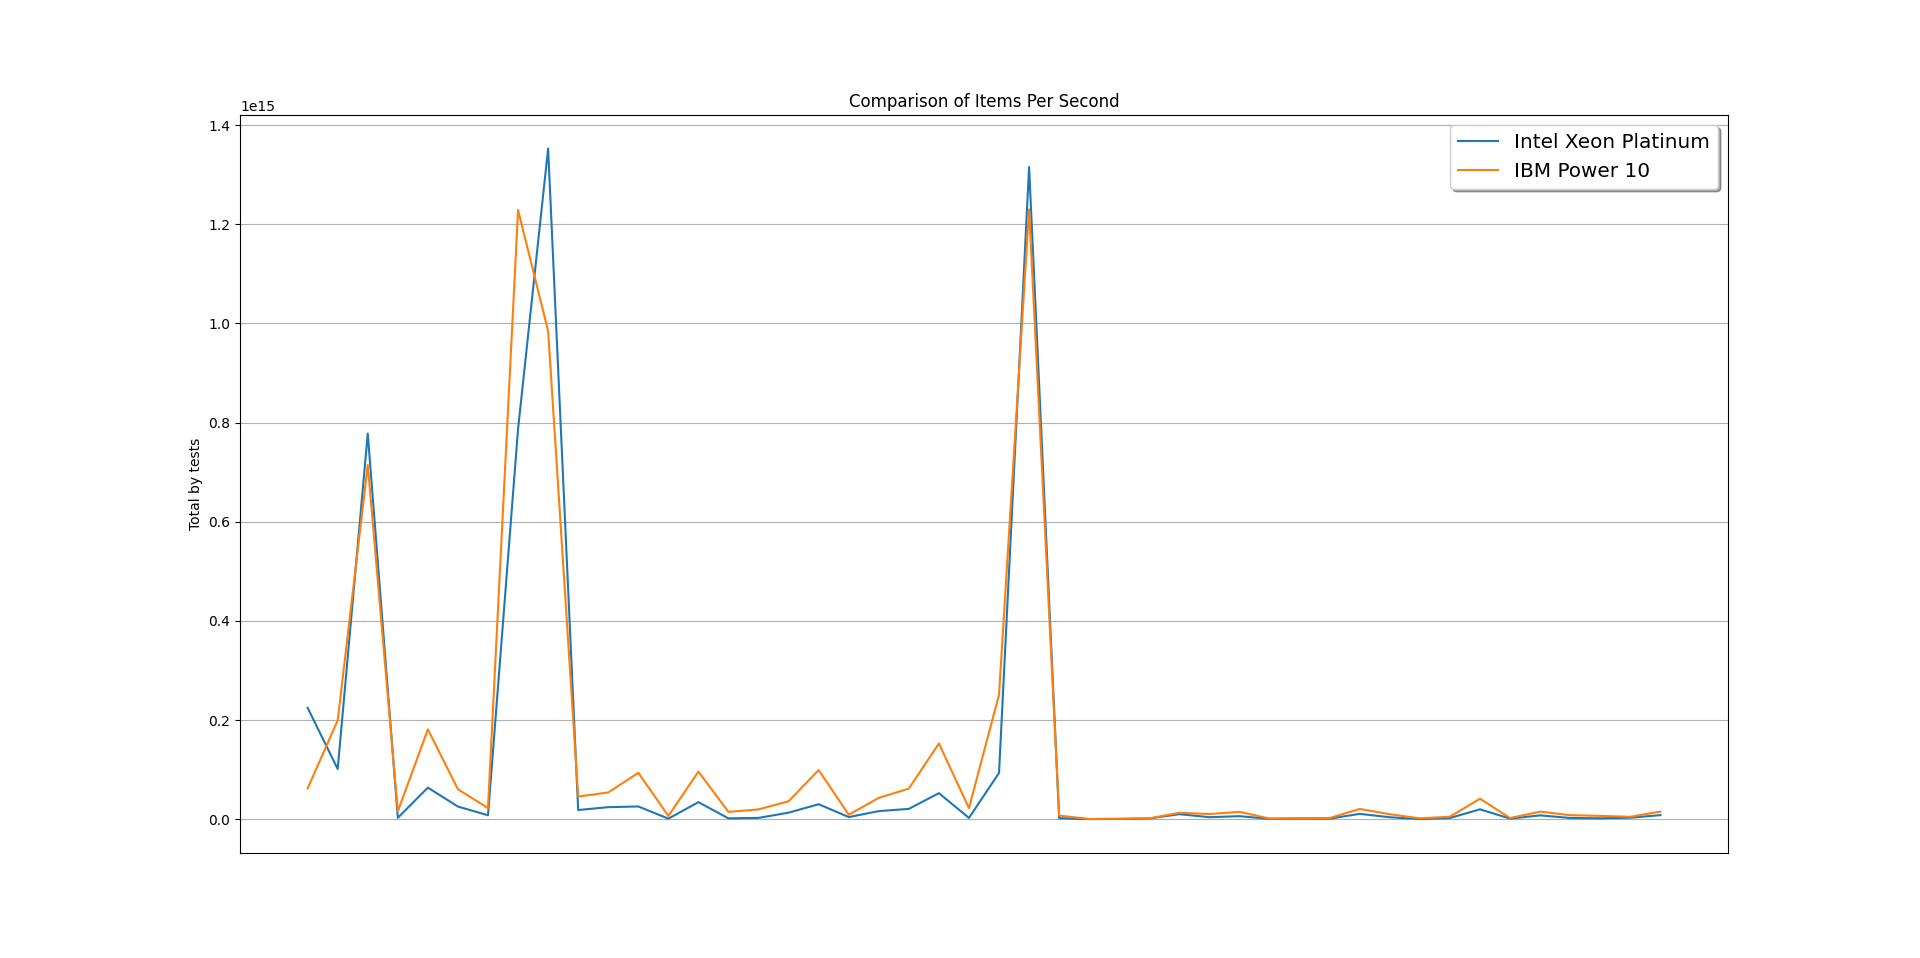 Comparison of Items Per Second
1e15
1.4
1.2
1.0
0.8
0.6
0.4
0.2
0.0
Total by tests
Intel Xeon Platinum
IBM Power 10